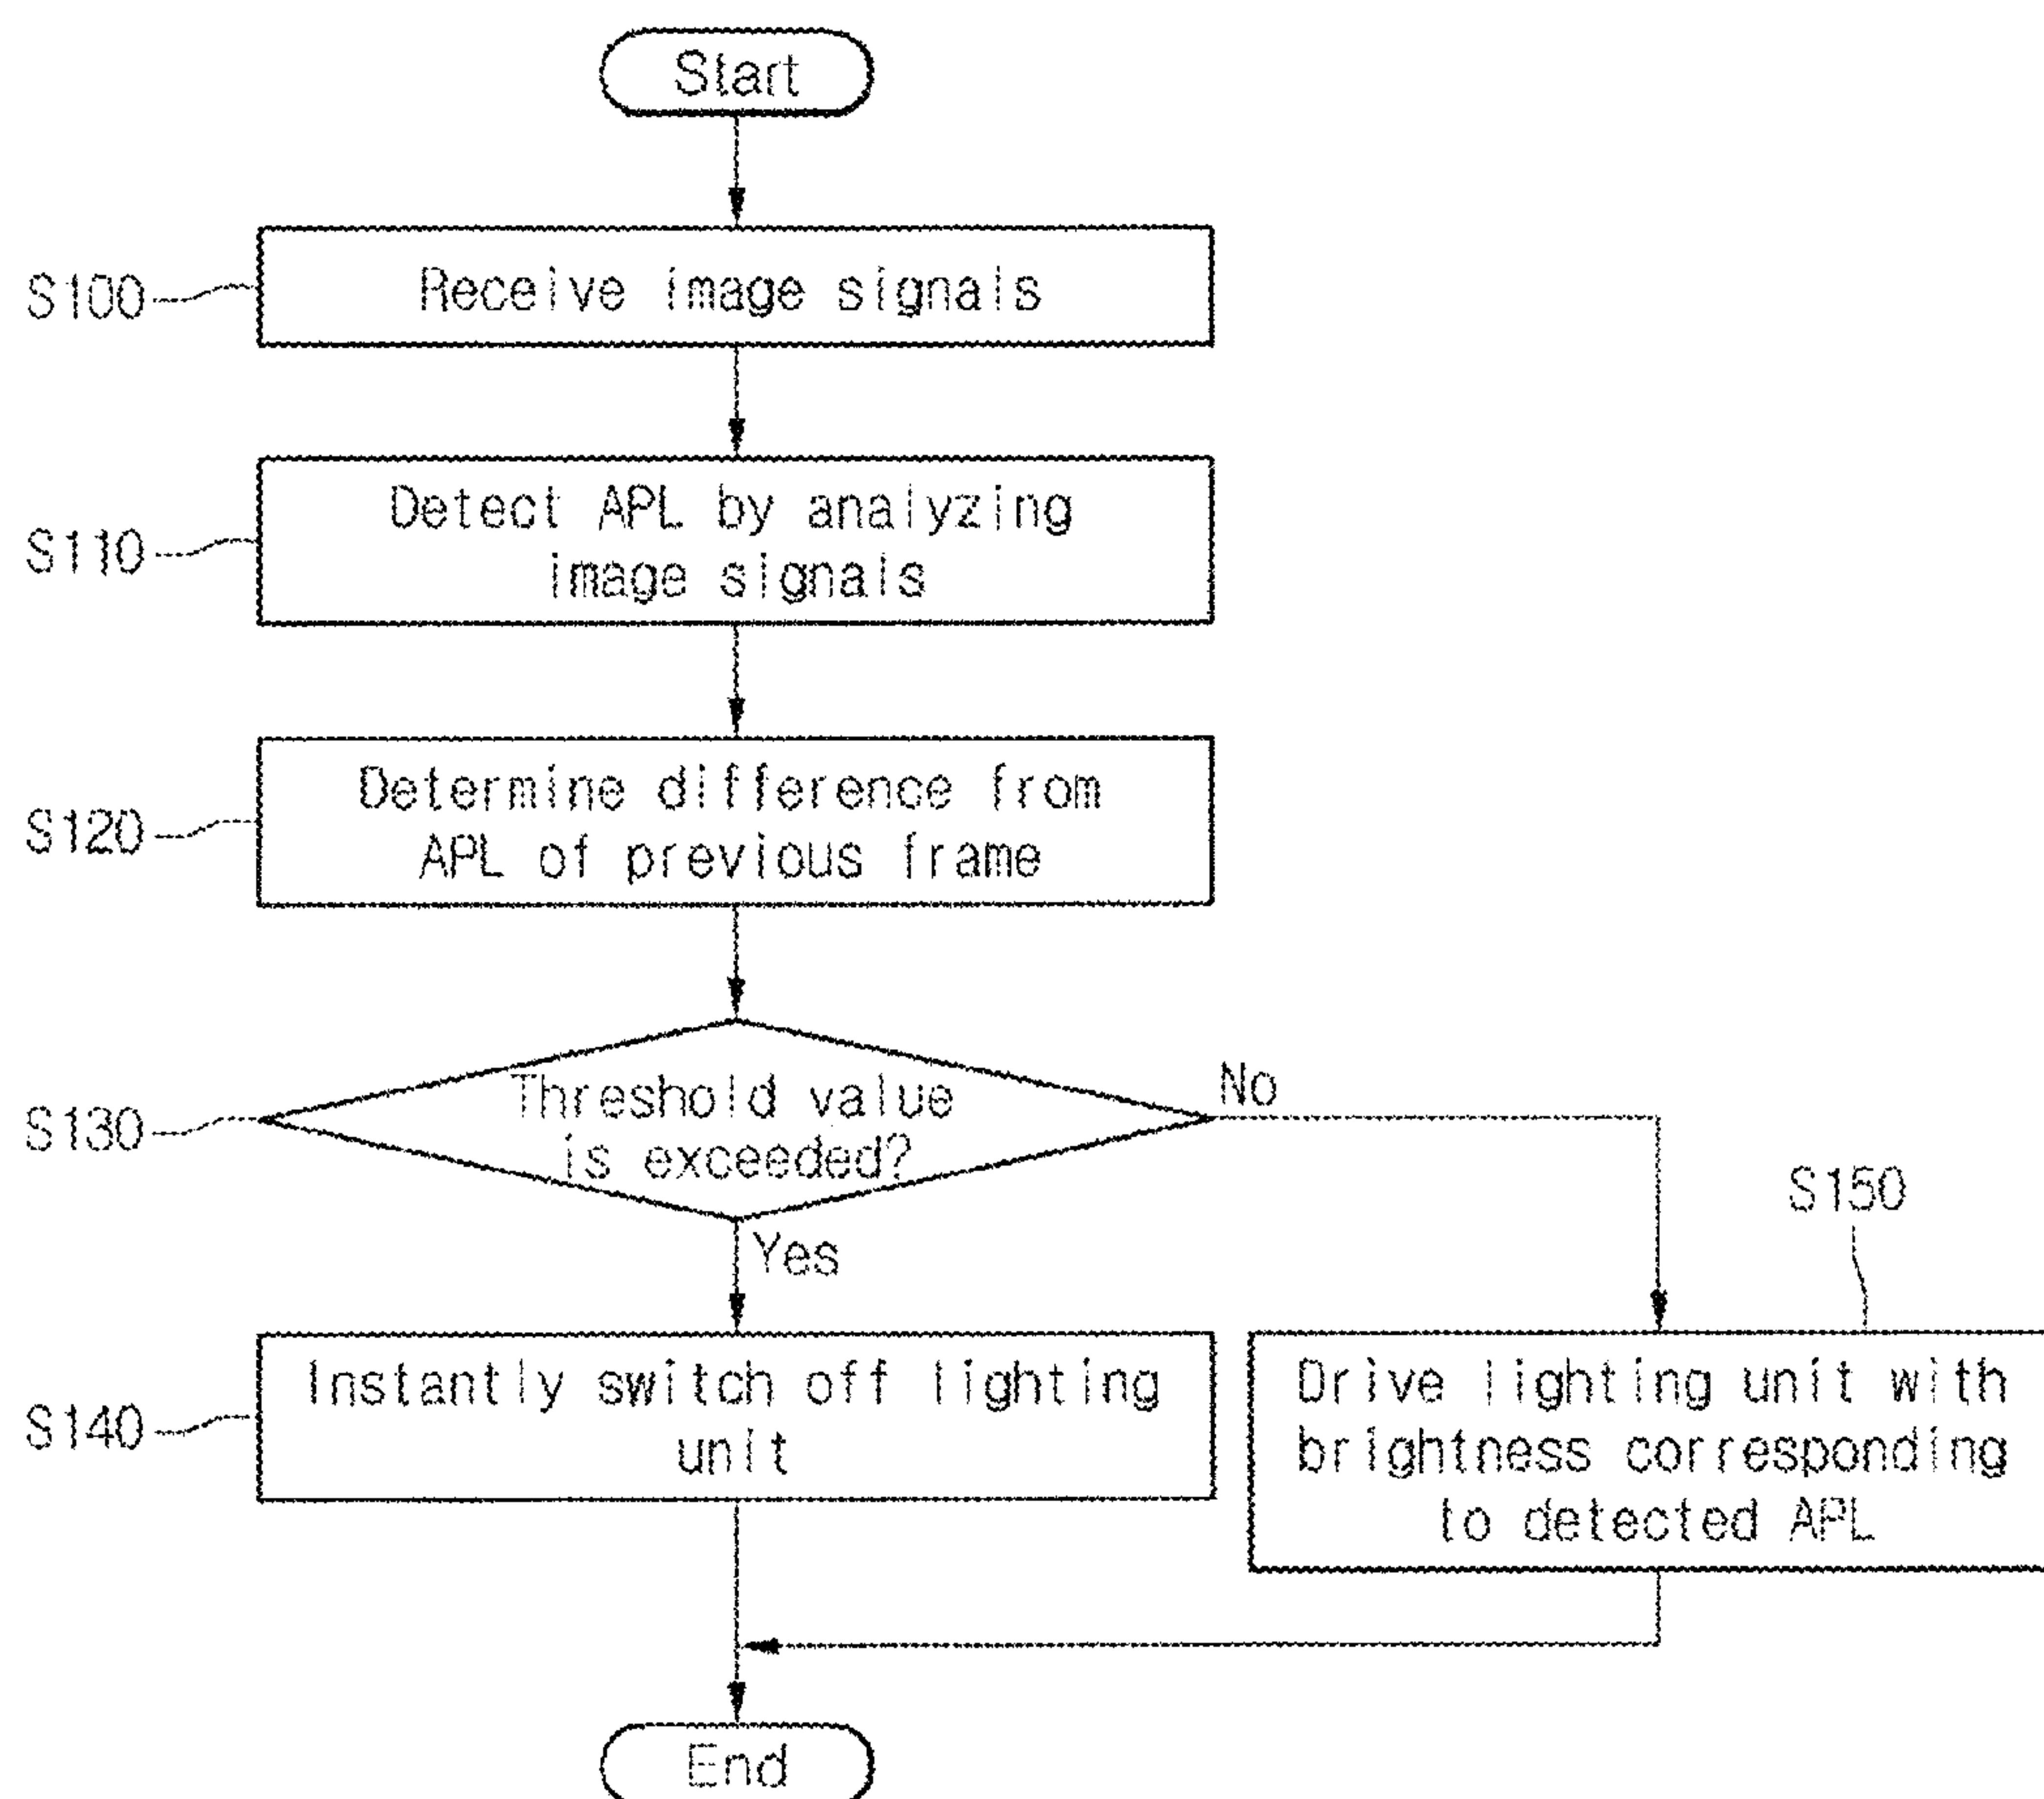 Start
S100
Receive image signals
S110
Detect APL by analyzing
image signals
S120
Determine difference from
APL of previous frame
S130
Threshold value
is exceeded?
No
Yes
S140
Instantly switch off lighting
unit
S150
Drive lighting unit with
brightness corresponding
to detected APL
End